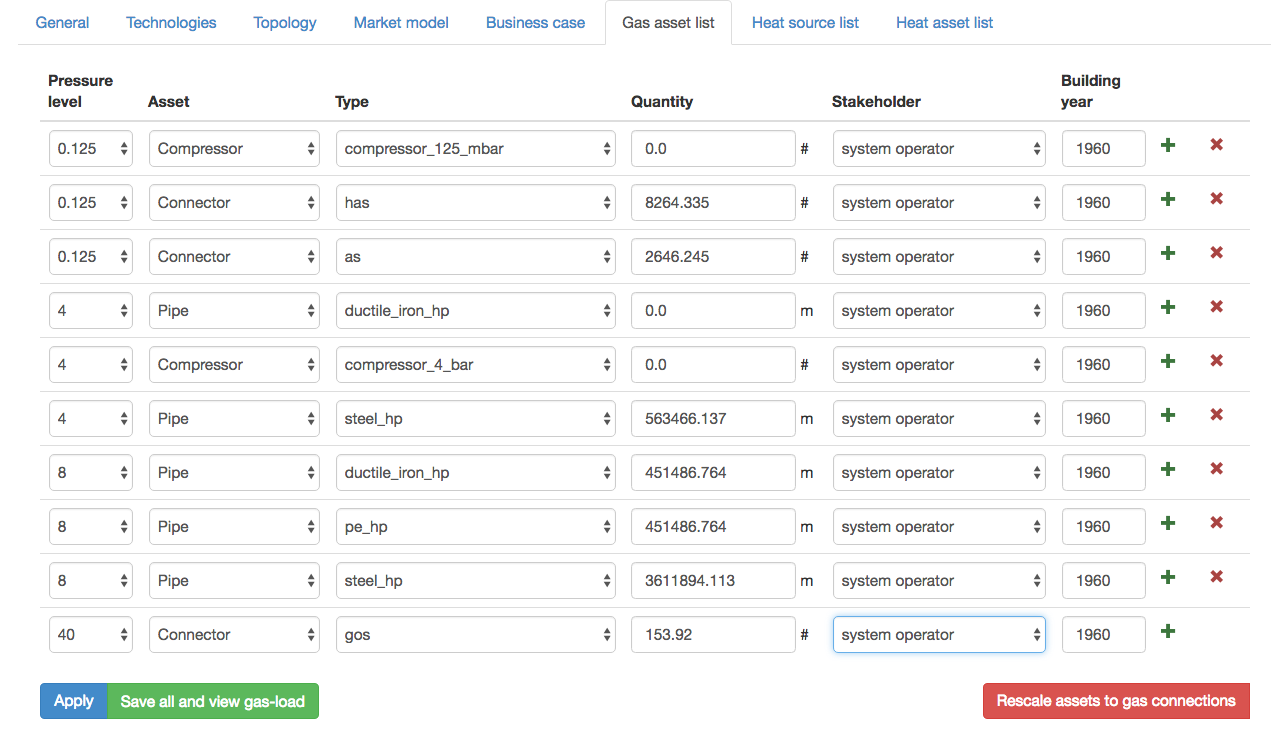 General Technologies Topology Market model Business case Gas asset list Heat source list Heat asset list
Pressure level Asset Type Quantity Stakeholder Building year
0.125 Compressor compressor_125_mbar 0.0 # system operator 1960
0.125 Connector has 8264.335 # system operator 1960
0.125 Connector as 2646.245 # system operator 1960
4 Pipe ductile_iron_hp 0.0 m system operator 1960
4 Compressor compressor_4_bar 0.0 # system operator 1960
4 Pipe steel_hp 563466.137 m system operator 1960
8 Pipe ductile_iron_hp 451486.764 m system operator 1960
8 Pipe pe_hp 451486.764 m system operator 1960
8 Pipe steel_hp 3611894.113 m system operator 1960
40 Connector gos 153.92 # system operator 1960
Apply Save all and view gas-load Rescale assets to gas connections